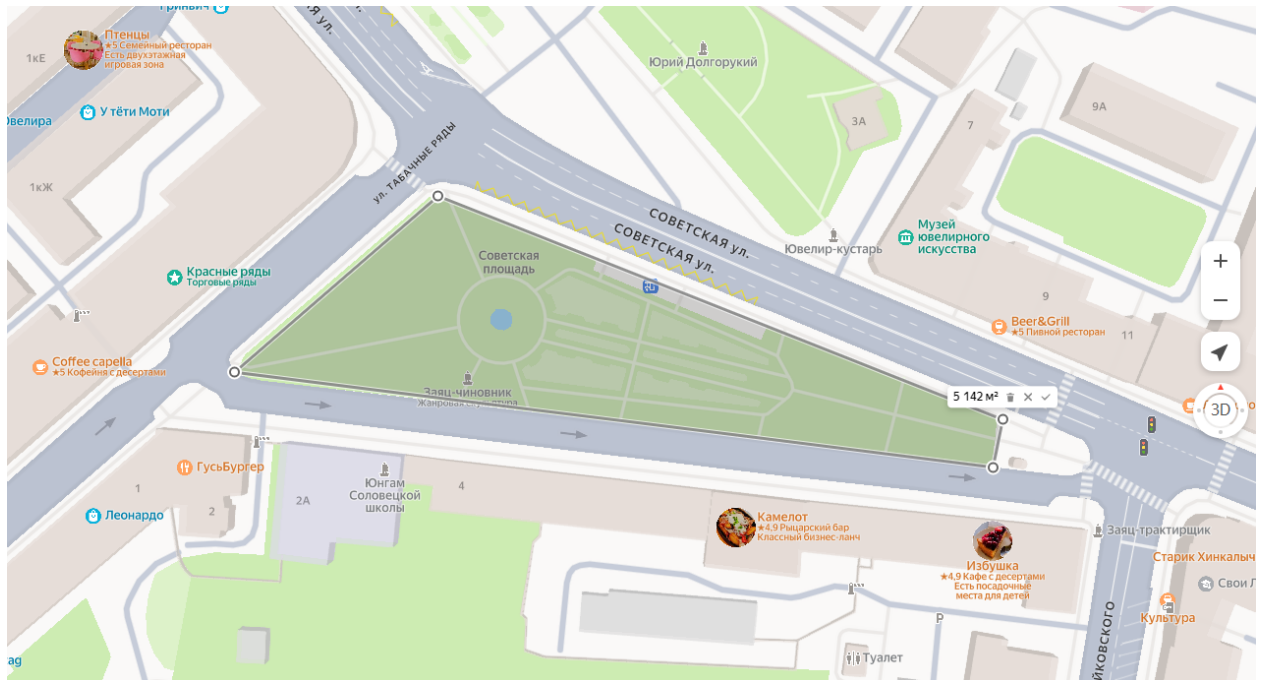 Гринвич
УЛ.
УЛ.
Птенцы
★5 Семейный ресторан
Есть двухэтажная
игровая зона
1кЕ
Юрий Долгорукий
У тёти Моти
9А
7
3А
ул. ТАБАЧНЫЕ РЯДЫ
1кЖ
СОВЕТСКАЯ ул.
СОВЕТСКАЯ ул.
Музей
ювелирного
искусства
Ювелир-кустарь
Советская
площадь
Красные ряды
Торговые ряды
9
Beer&Grill
★5 Пивной ресторан
11
Coffee capella
★5 Кофейня с десертами
Заяц-чиновник
5 142 м²
3D
ГусьБургер
1
2
2А
Юнгам
Соловецкой
школы
4
Леонардо
Камелот
★4,9 Рыцарский бар
Классный бизнес-ланч
Заяц-трактирщик
Избушка
★4,9 Кафе с десертами
Есть посадочные
места для детей
Старик Хинкалыч
Свои
Культура
P
Туалет